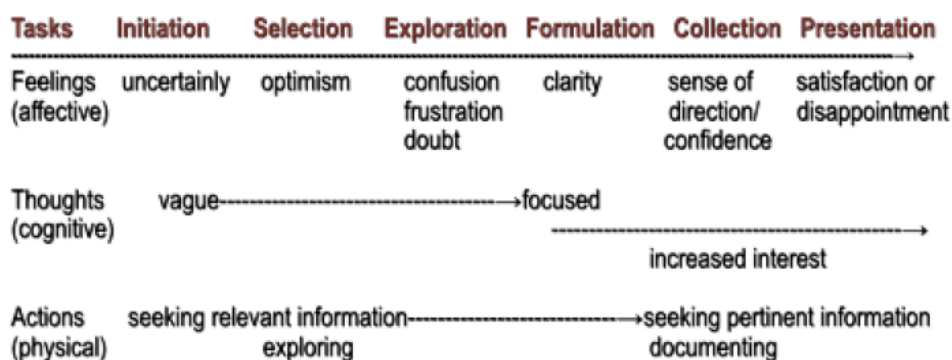 Tasks Initiation Selection Exploration Formulation Collection Presentation
Feelings uncertainly optimism confusion clarity sense of satisfaction or
(affective) frustration direction/ disappointment
doubt confidence
Thoughts vague focused
(cognitive)
increased interest
Actions seeking relevant information seeking pertinent information
(physical) exploring documenting